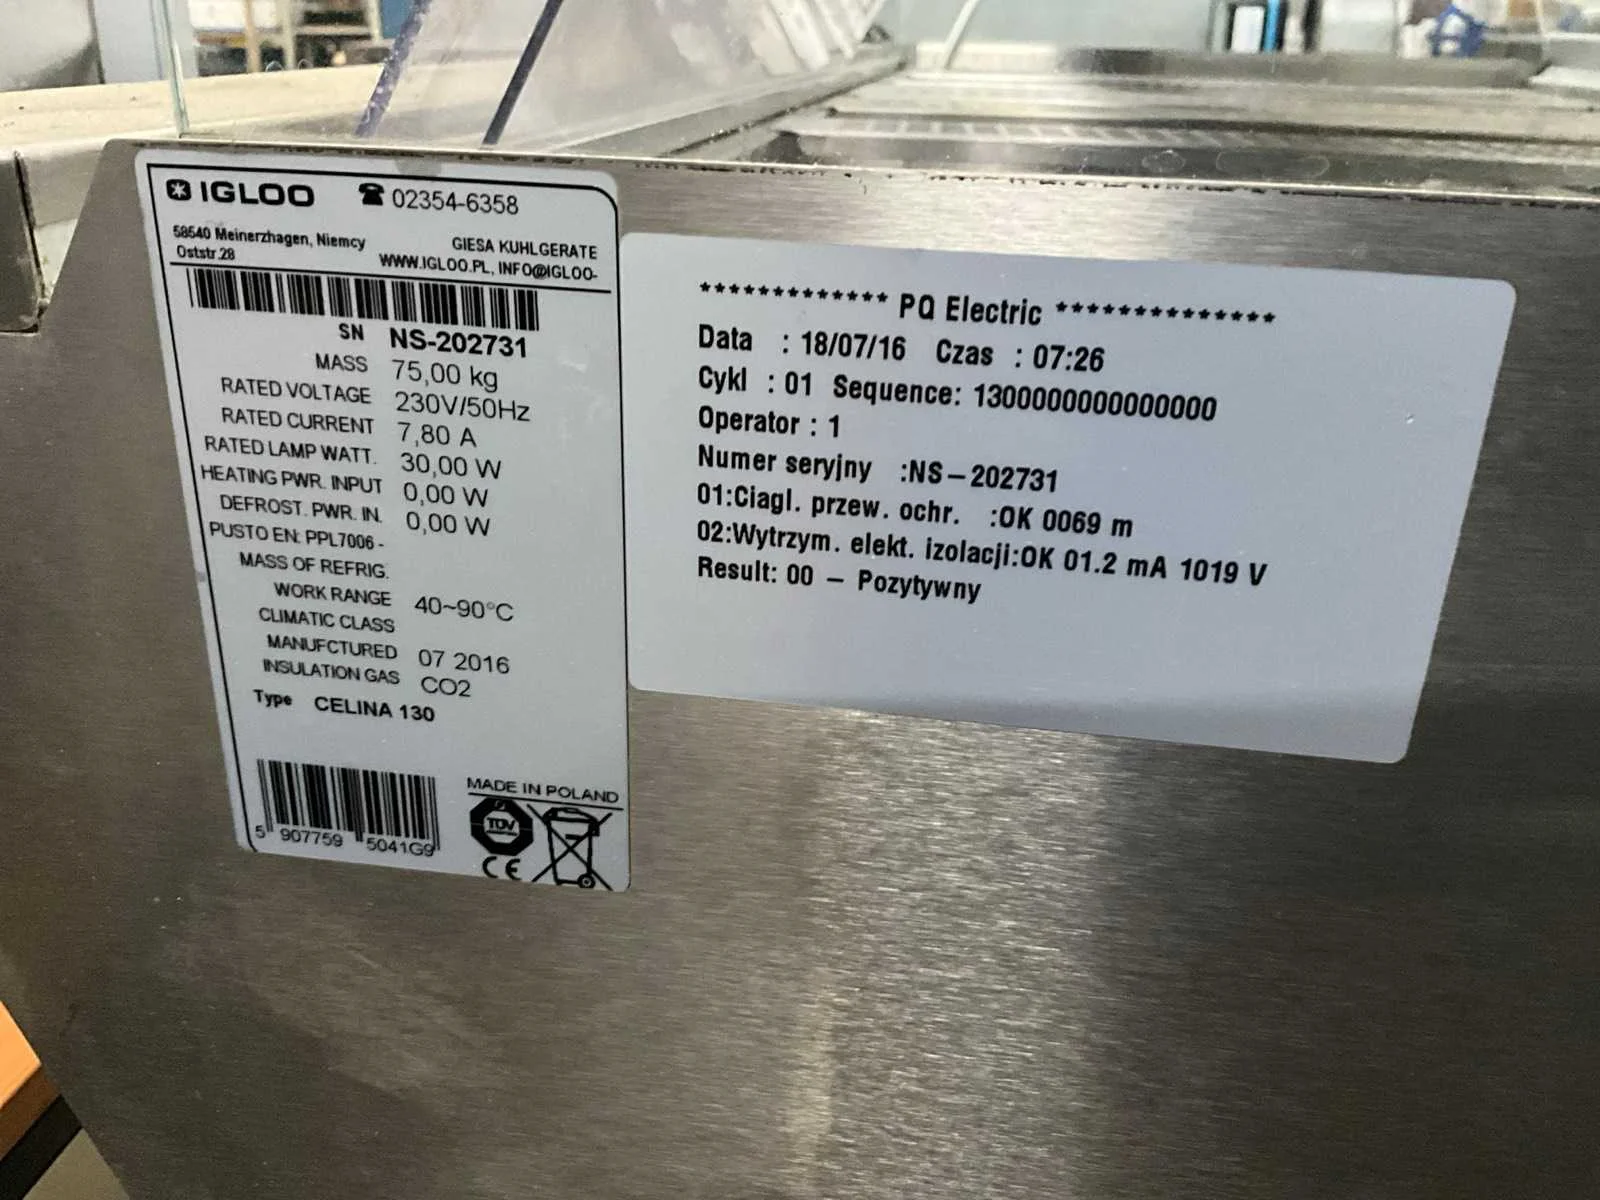 IGLOO ☎ 02354-6358
58540 Meinerzhagen, Niemcy GIESA KUHLGERATE
Oststr.28 WWW.IGLOO.PL, INFO@IGLOO-
SN NS-202731
MASS 75,00 kg
RATED VOLTAGE 230V/50Hz
RATED CURRENT 7,80 A
RATED LAMP WATT. 30,00 W
HEATING PWR. INPUT 0,00 W
DEFROST. PWR. IN. 0,00 W
PUSTO EN: PPL7006 -
MASS OF REFRIG.
WORK RANGE 40~90°C
CLIMATIC CLASS
MANUFCTURED 07 2016
INSULATION GAS CO2
Type CELINA 130
MADE IN POLAND
TÜV
CE
5 907759 5041G9
************* PQ Electric ***************
Data : 18/07/16 Czas : 07:26
Cykl : 01 Sequence: 1300000000000000
Operator : 1
Numer seryjny :NS-202731
01:Ciagl. przew. ochr. :OK 0069 m
02:Wytrzym. elekt. izolacji:OK 01.2 mA 1019 V
Result: 00 – Pozytywny